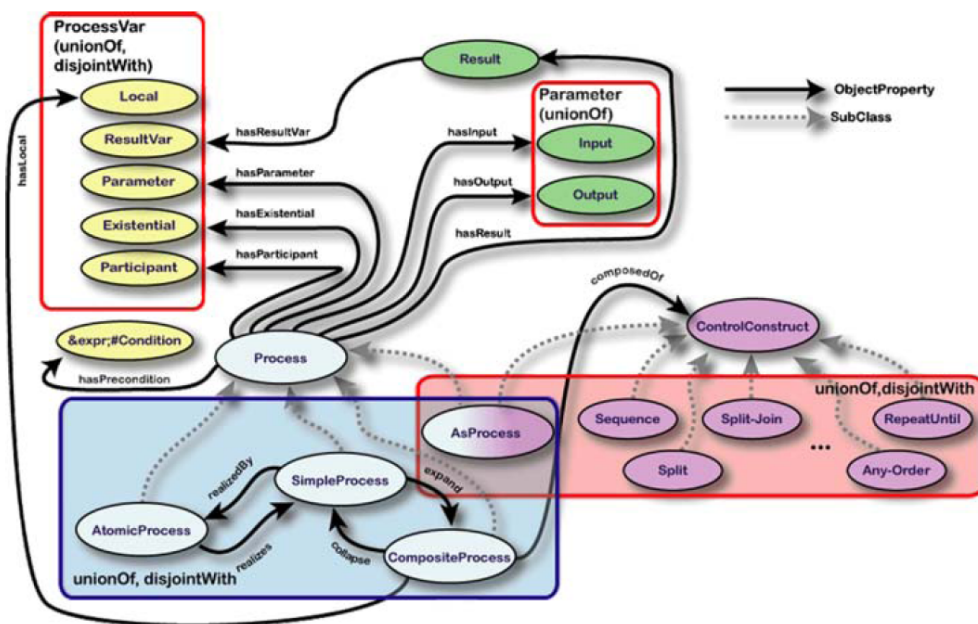 ProcessVar
(unionOf,
disjointWith)
Local
ResultVar
Parameter
Existential
Participant
&expr;#Condition
hasLocal
hasResultVar
hasParameter
hasExistential
hasParticipant
hasPrecondition
Result
Parameter
(unionOf)
Input
Output
hasInput
hasOutput
hasResult
ObjectProperty
SubClass
composedOf
Process
ControlConstruct
unionOf,disjointWith
AsProcess
Sequence
Split-Join
RepeatUntil
...
Split
Any-Order
SimpleProcess
realizedBy
expand
AtomicProcess
realizes
collapse
CompositeProcess
unionOf, disjointWith